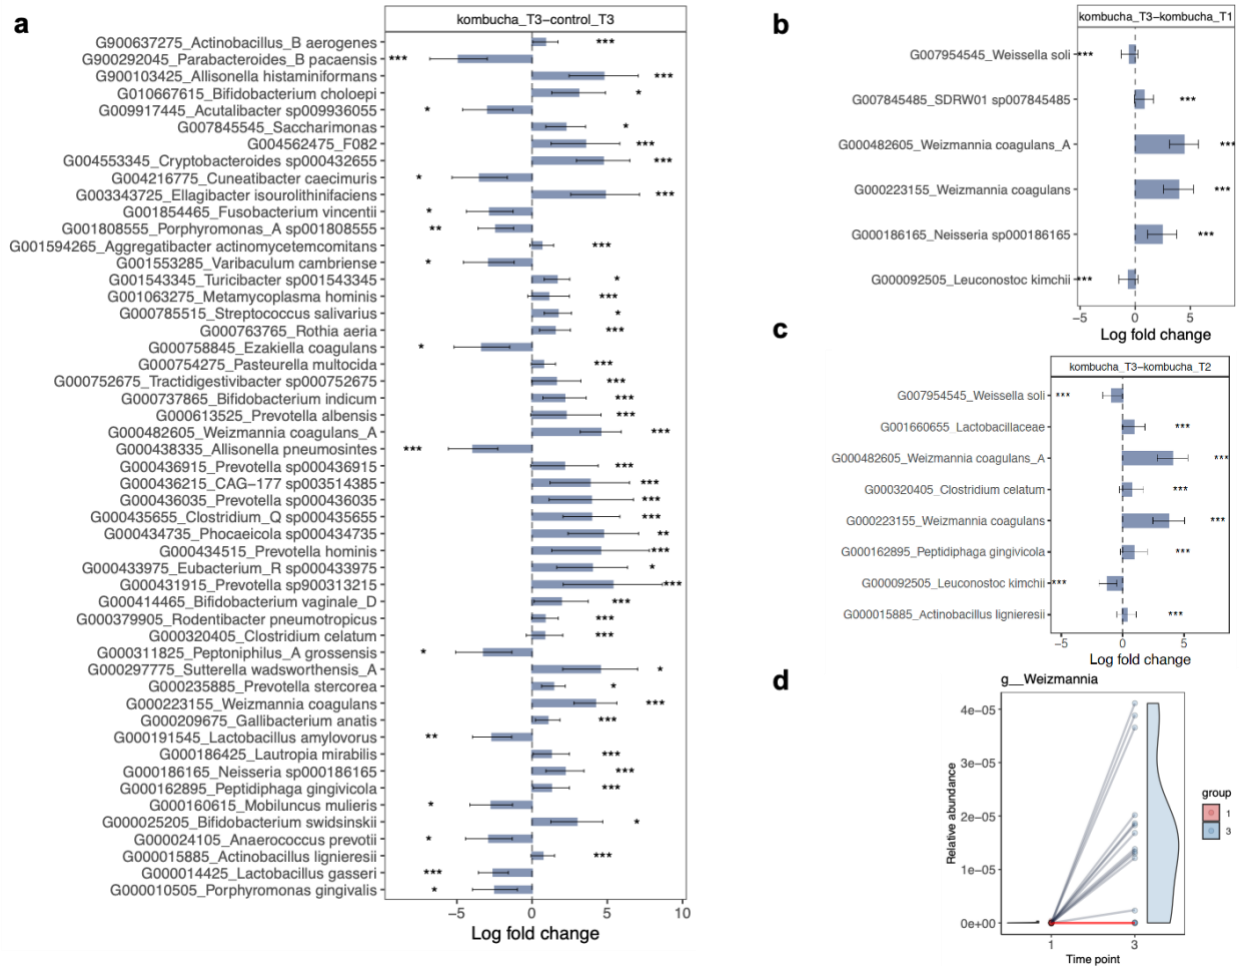 a
kombucha_T3−control_T3
G900637275_Actinobacillus_B aerogenes ***
G900292045_Parabacteroides_B pacaensis ***
G900103425_Allisonella histaminiformans ***
G010667615_Bifidobacterium choloepi *
G009917445_Acutalibacter sp009936055 *
G007845545_Saccharimonas *
G004562475_F082 ***
G004553345_Cryptobacteroides sp000432655 ***
G004216775_Cuneatibacter caecimuris *
G003343725_Ellagibacter isourolithinifaciens ***
G001854465_Fusobacterium vincentii *
G001808555_Porphyromonas_A sp001808555 **
G001594265_Aggregatibacter actinomycetemcomitans ***
G001553285_Varibaculum cambriense *
G001543345_Turicibacter sp001543345 *
G001063275_Metamycoplasma hominis ***
G000785515_Streptococcus salivarius *
G000763765_Rothia aeria ***
G000758845_Ezakiella coagulans *
G000754275_Pasteurella multocida ***
G000752675_Tractidigestivibacter sp000752675 ***
G000737865_Bifidobacterium indicum ***
G000613525_Prevotella albensis ***
G000482605_Weizmannia coagulans_A ***
G000438335_Allisonella pneumosintes ***
G000436915_Prevotella sp000436915 ***
G000436215_CAG−177 sp003514385 ***
G000436035_Prevotella sp000436035 ***
G000435655_Clostridium_Q sp000435655 ***
G000434735_Phocaeicola sp000434735 **
G000434515_Prevotella hominis ***
G000433975_Eubacterium_R sp000433975 *
G000431915_Prevotella sp900313215 ***
G000414465_Bifidobacterium vaginale_D ***
G000379905_Rodentibacter pneumotropicus ***
G000320405_Clostridium celatum ***
G000311825_Peptoniphilus_A grossensis *
G000297775_Sutterella wadsworthensis_A *
G000235885_Prevotella stercorea *
G000223155_Weizmannia coagulans ***
G000209675_Gallibacterium anatis ***
G000191545_Lactobacillus amylovorus **
G000186425_Lautropia mirabilis ***
G000186165_Neisseria sp000186165 ***
G000162895_Peptidiphaga gingivicola ***
G000160615_Mobiluncus mulieris *
G000025205_Bifidobacterium swidsinskii *
G000024105_Anaerococcus prevotii *
G000015885_Actinobacillus lignieresii ***
G000014425_Lactobacillus gasseri ***
G000010505_Porphyromonas gingivalis *
−5 0 5 10
Log fold change
b
kombucha_T3−kombucha_T1
G007954545_Weissella soli ***
G007845485_SDRW01 sp007845485 ***
G000482605_Weizmannia coagulans_A ***
G000223155_Weizmannia coagulans ***
G000186165_Neisseria sp000186165 ***
G000092505_Leuconostoc kimchii ***
−5 0 5
Log fold change
c
kombucha_T3−kombucha_T2
G007954545_Weissella soli ***
G001660655_Lactobacillaceae ***
G000482605_Weizmannia coagulans_A ***
G000320405_Clostridium celatum ***
G000223155_Weizmannia coagulans ***
G000162895_Peptidiphaga gingivicola ***
G000092505_Leuconostoc kimchii ***
G000015885_Actinobacillus lignieresii ***
−5 0 5
Log fold change
d
g__Weizmannia
Relative abundance
4e−05
3e−05
2e−05
1e−05
0e+00
1 3
Time point
group
1
3